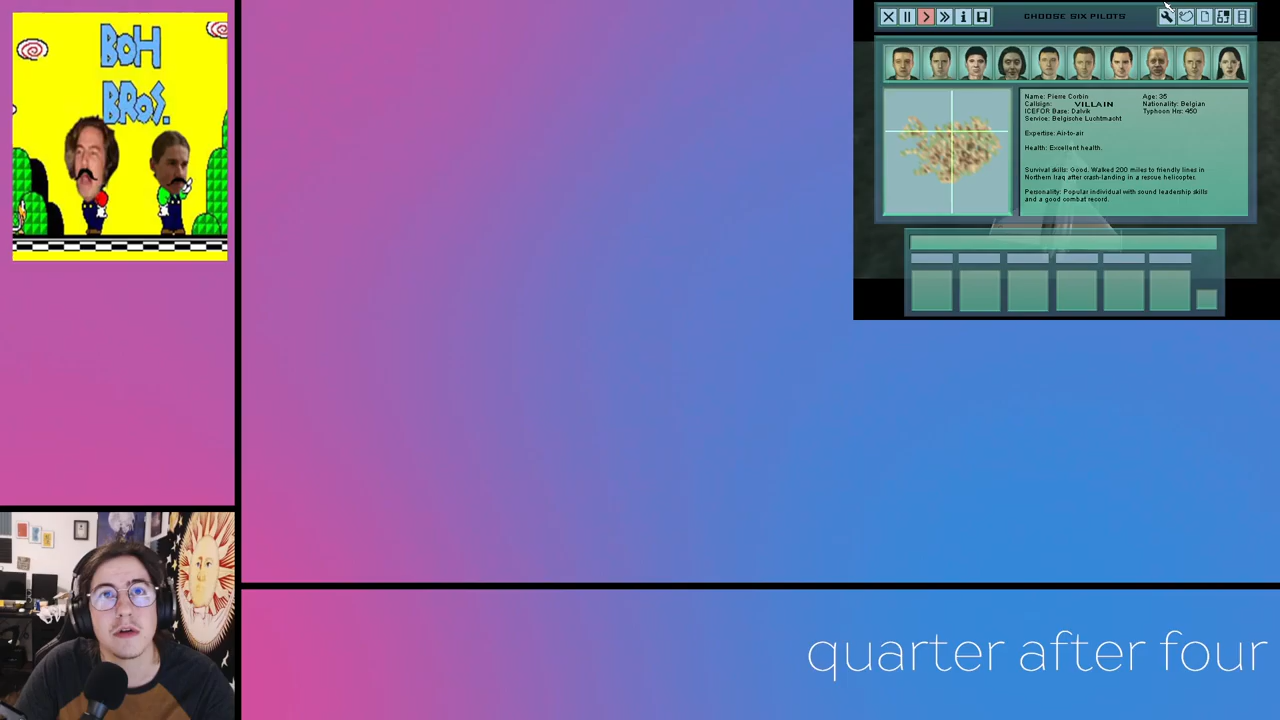 BOH
BROS.
CHOOSE SIX PILOTS
Name: Pierre Corbin
Age: 35
Callsign: VILLAIN
Nationality: Belgian
ICEFOR Base: Dalvik
Typhoon Hrs: 450
Service: Belgische Luchtmacht
Expertise: Air-to-air
Health: Excellent health.
Survival skills: Good. Walked 200 miles to friendly lines in
Northern Iraq after crash-landing in a rescue helicopter.
Personality: Popular individual with sound leadership skills
and a good combat record.
quarter after four